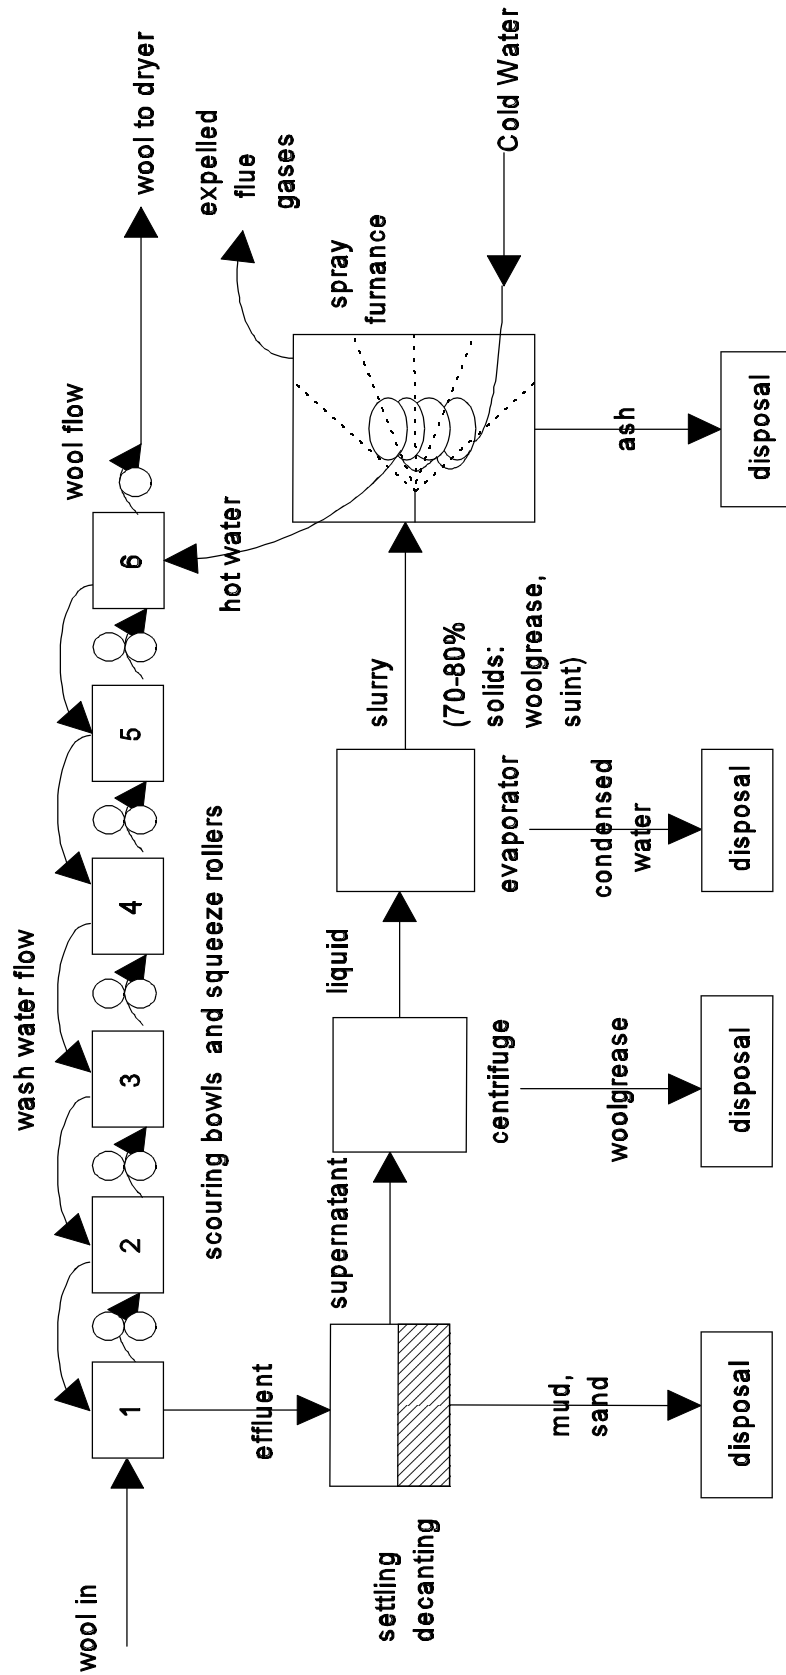 wash water flow
wool flow
wool in
1
2
3
4
5
6
wool to dryer
scouring bowls and squeeze rollers
hot water
expelled
flue
gases
effluent
settling
decanting
supernatant
centrifuge
liquid
evaporator
slurry
(70-80%
solids:
woolgrease,
suint)
spray
furnance
Cold Water
mud,
sand
woolgrease
condensed
water
ash
disposal
disposal
disposal
disposal